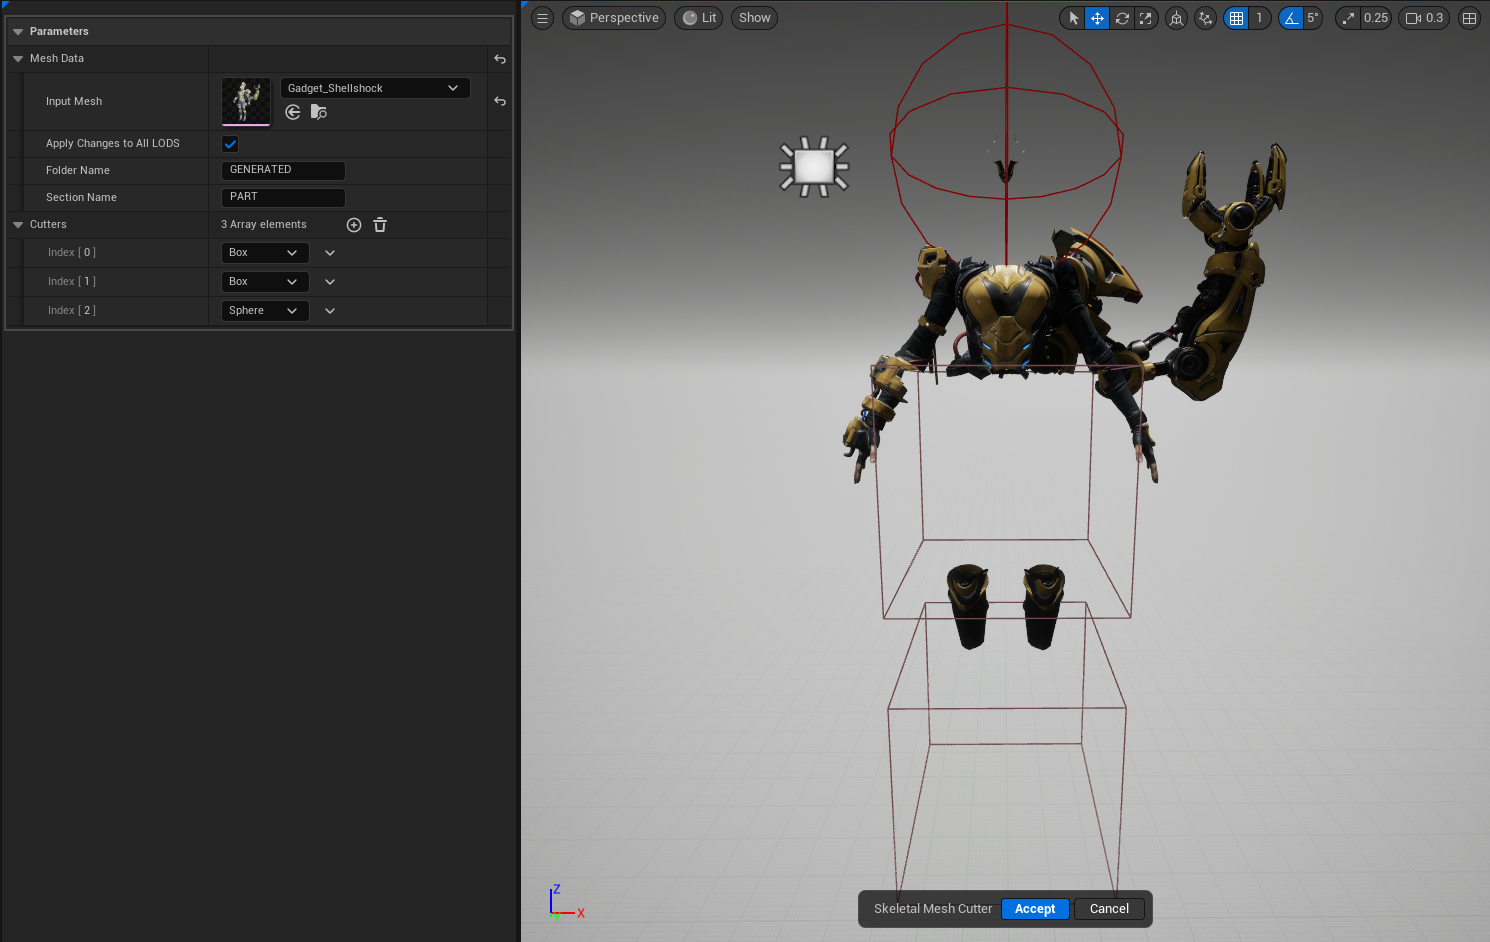 Parameters
Mesh Data
Input Mesh
Gadget_Shellshock
Apply Changes to All LODS
Folder Name
GENERATED
Section Name
PART
Cutters
3 Array elements
Index [ 0 ]
Box
Index [ 1 ]
Box
Index [ 2 ]
Sphere
Perspective
Lit
Show
1
5°
0.25
0.3
Z
X
Y
Skeletal Mesh Cutter
Accept
Cancel